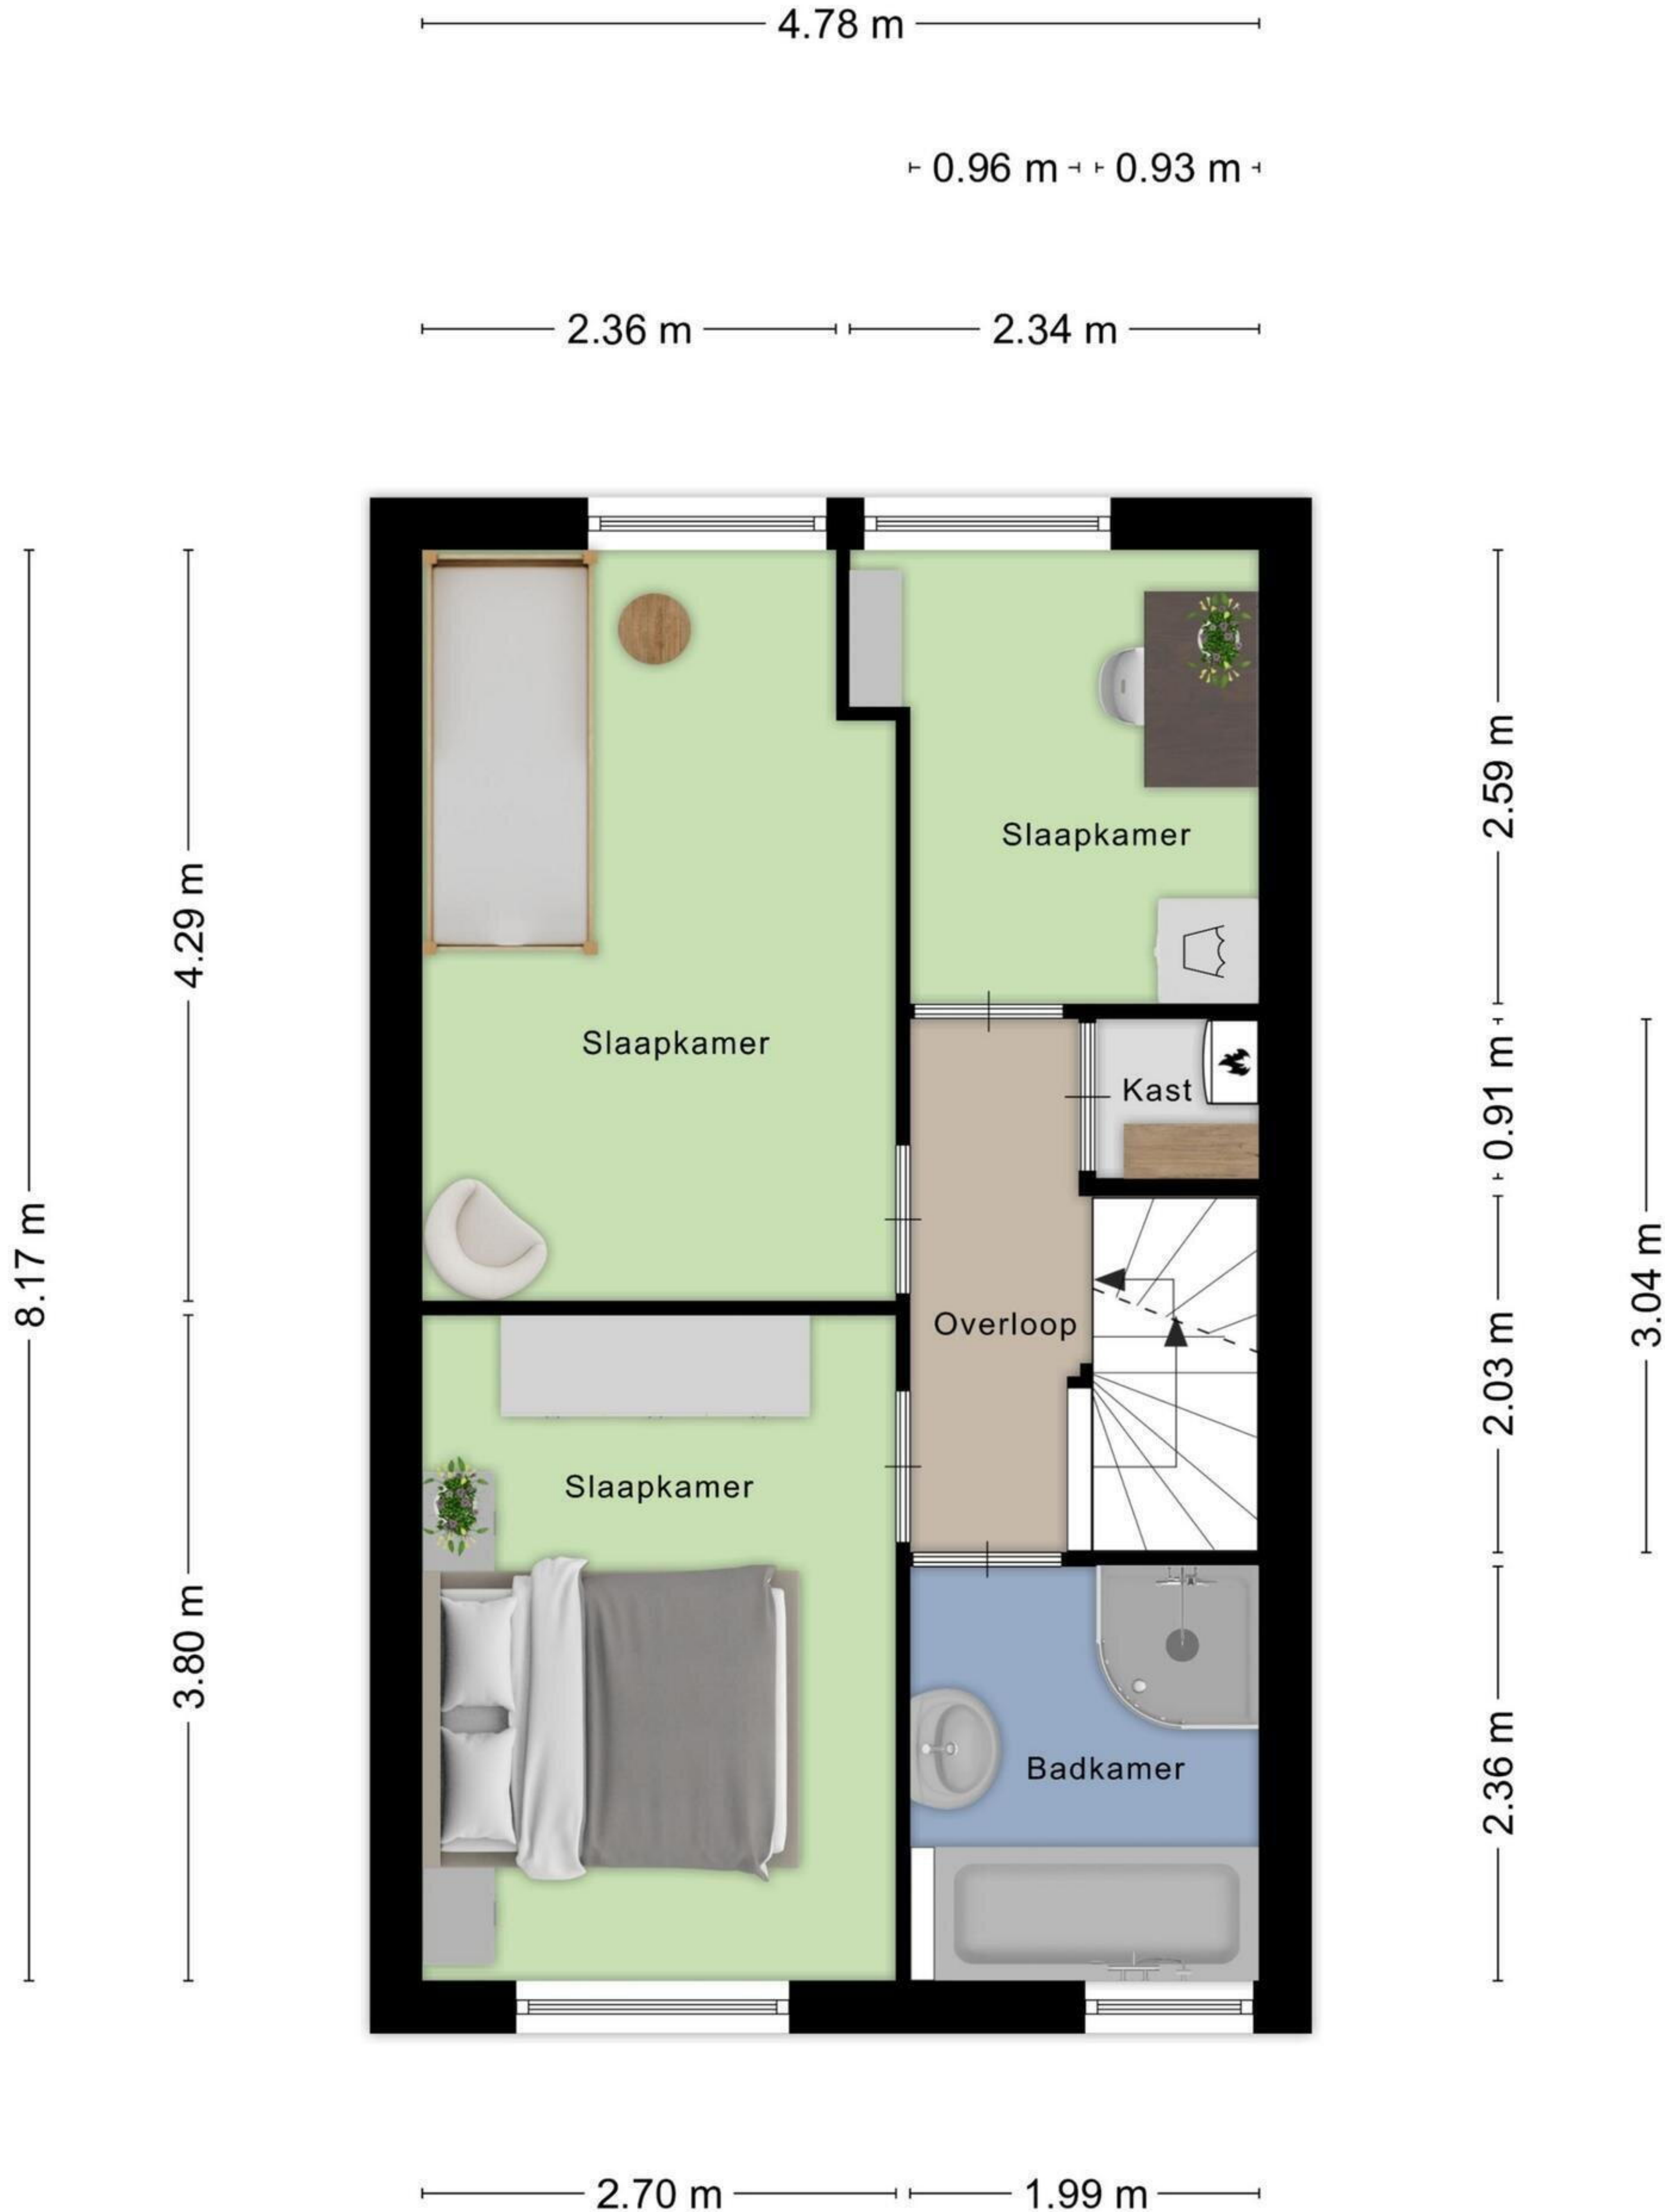 4.78 m
0.96 m
0.93 m
2.36 m
2.34 m
2.59 m
Slaapkamer
4.29 m
Slaapkamer
Kast
0.91 m
8.17 m
3.04 m
Overloop
2.03 m
Slaapkamer
3.80 m
Badkamer
2.36 m
2.70 m
1.99 m